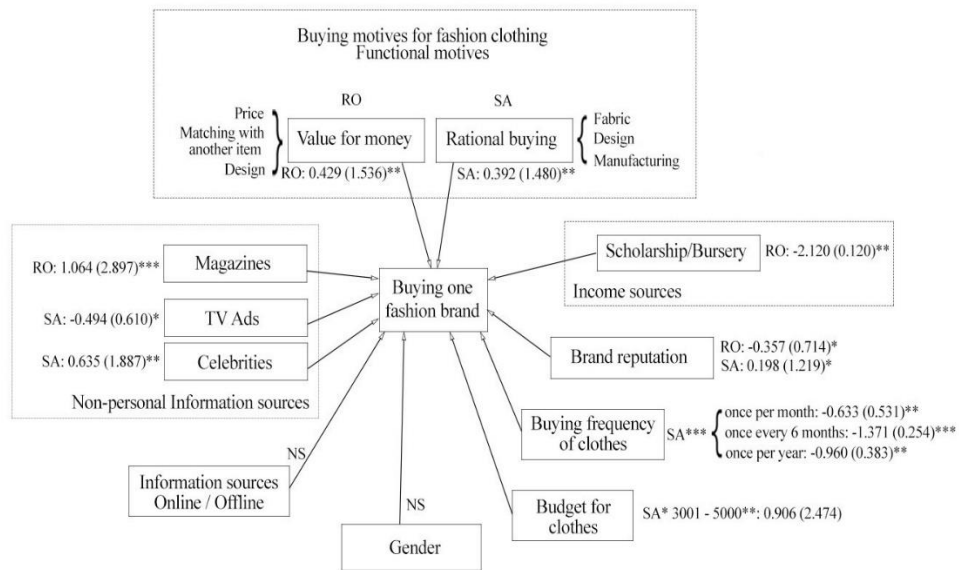 Buying motives for fashion clothing
Functional motives
RO
SA
Price
Matching with
another item
Design
Value for money
Rational buying
Fabric
Design
Manufacturing
RO: 0.429 (1.536)**
SA: 0.392 (1.480)**
RO: 1.064 (2.897)***
Magazines
SA: -0.494 (0.610)*
TV Ads
SA: 0.635 (1.887)**
Celebrities
Non-personal Information sources
Buying one
fashion brand
Scholarship/Bursery
RO: -2.120 (0.120)**
Income sources
Brand reputation
RO: -0.357 (0.714)*
SA: 0.198 (1.219)*
Buying frequency
of clothes
SA***
once per month: -0.633 (0.531)**
once every 6 months: -1.371 (0.254)***
once per year: -0.960 (0.383)**
NS
Information sources
Online / Offline
NS
Gender
Budget for
clothes
SA* 3001 - 5000**: 0.906 (2.474)